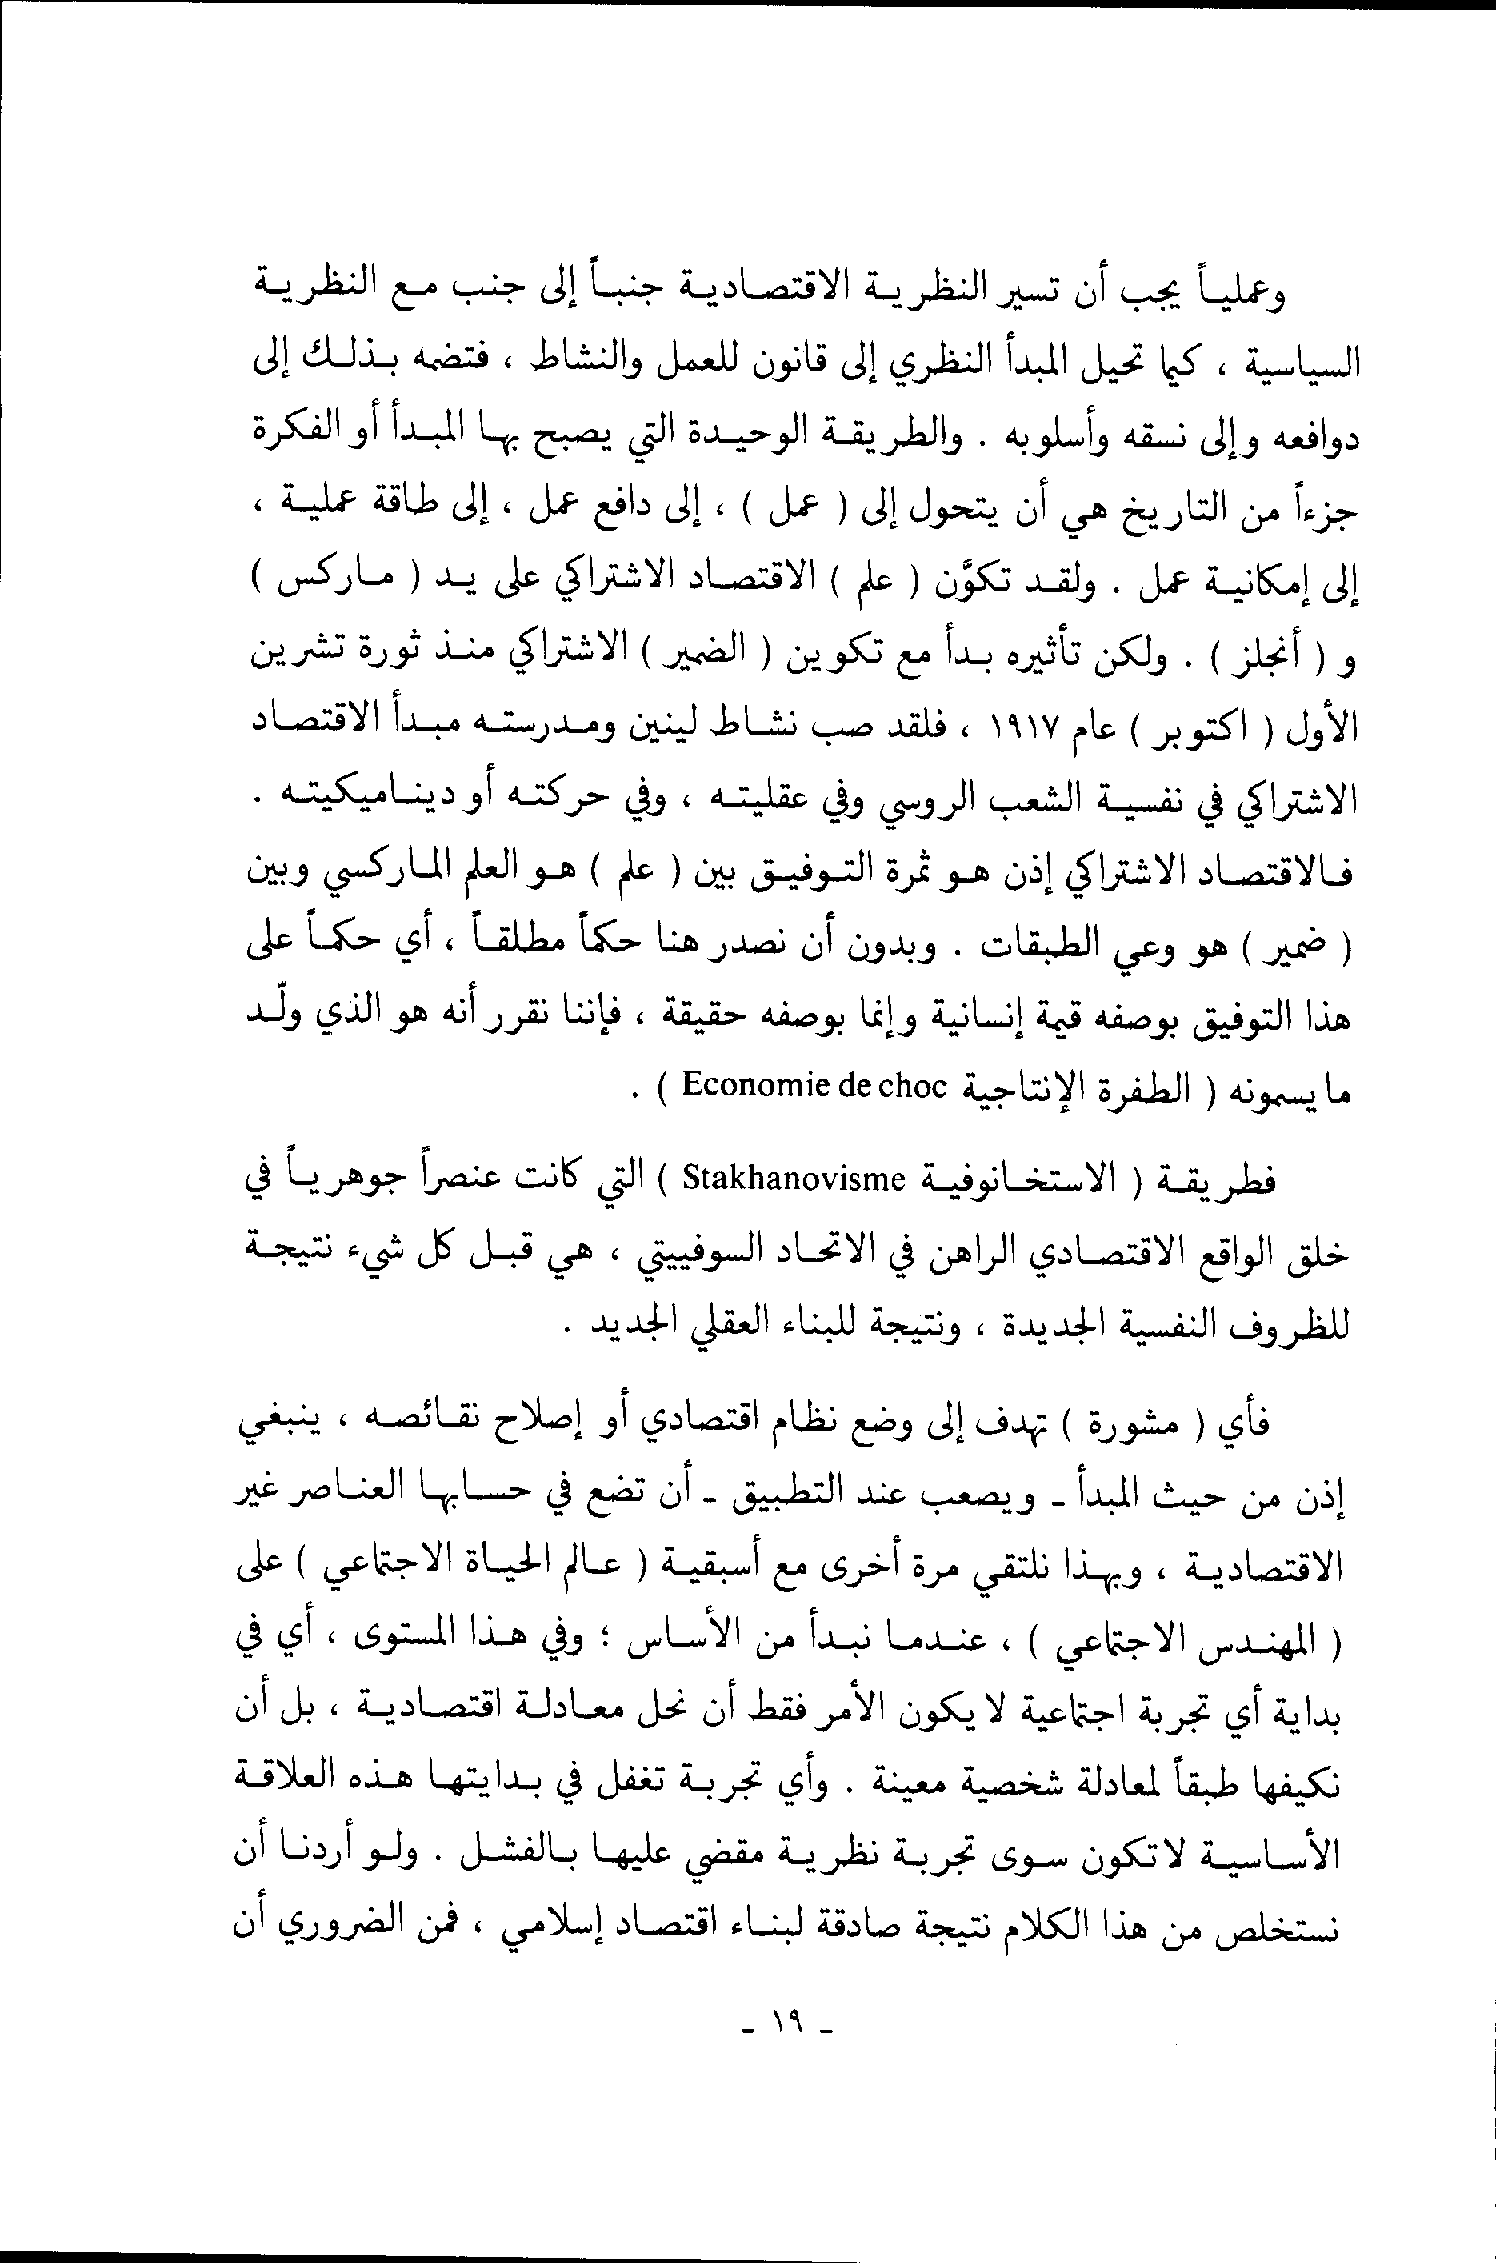 وعملياً يجب أن تسير النظرية الاقتصادية جنباً إلى جنب مع النظرية
السياسية ، كما تحيل المبدأ النظري إلى قانون للعمل والنشاط ، فتضمه بذلك إلى
دوافعه وإلى نسقه وأسلوبه . والطريقة الوحيدة التي يصبح بها المبدأ أو الفكرة
جزءاً من التاريخ هي أن يتحول إلى ( عمل ) ، إلى دافع عمل ، إلى طاقة عملية ،
إلى إمكانية عمل . ولقد تكوَّن ( علم ) الاقتصاد الاشتراكي على يد ( ماركس )
و ( أنجلز ) . ولكن تأثيره بدأ مع تكوين ( الضمير ) الاشتراكي منذ ثورة تشرين
الأول ( اكتوبر ) عام ١٩١٧ ، فلقد صب نشاط لينين ومدرسته مبدأ الاقتصاد
الاشتراكي في نفسية الشعب الروسي وفي عقليته ، وفي حركته أو ديناميكيته .
فالاقتصاد الاشتراكي إذن هو ثمرة التوفيق بين ( علم ) هو العلم الماركسي وبين
( ضمير ) هو وعي الطبقات . وبدون أن نصدر هنا حكماً مطلقاً ، أي حكماً على
هذا التوفيق بوصفه قيمة إنسانية وإنما بوصفه حقيقة ، فإننا نقرر أنه هو الذي ولّد
ما يسمونه ( الطفرة الإنتاجية Economie de choc ) .
فطريقة ( الاستخانوفية Stakhanovisme ) التي كانت عنصراً جوهرياً في
خلق الواقع الاقتصادي الراهن في الاتحاد السوفييتي ، هي قبل كل شيء نتيجة
للظروف النفسية الجديدة ، ونتيجة للبناء العقلي الجديد .
فأي ( مشورة ) تهدف إلى وضع نظام اقتصادي أو إصلاح نقائصه ، ينبغي
إذن من حيث المبدأ - ويصعب عند التطبيق - أن تضع في حسابها العناصر غير
الاقتصادية ، وبهذا نلتقي مرة أخرى مع أسبقية ( عالم الحياة الاجتماعي ) على
( المهندس الاجتماعي ) ، عندما نبدأ من الأساس ؛ وفي هذا المستوى ، أي في
بداية أي تجربة اجتماعية لا يكون الأمر فقط أن نحل معادلة اقتصادية ، بل أن
نكيفها طبقاً لمعادلة شخصية معينة . وأي تجربة تغفل في بدايتها هذه العلاقة
الأساسية لا تكون سوى تجربة نظرية مقضي عليها بالفشل . ولو أردنا أن
نستخلص من هذا الكلام نتيجة صادقة لبناء اقتصاد إسلامي ، فمن الضروري أن
- ١٩ -